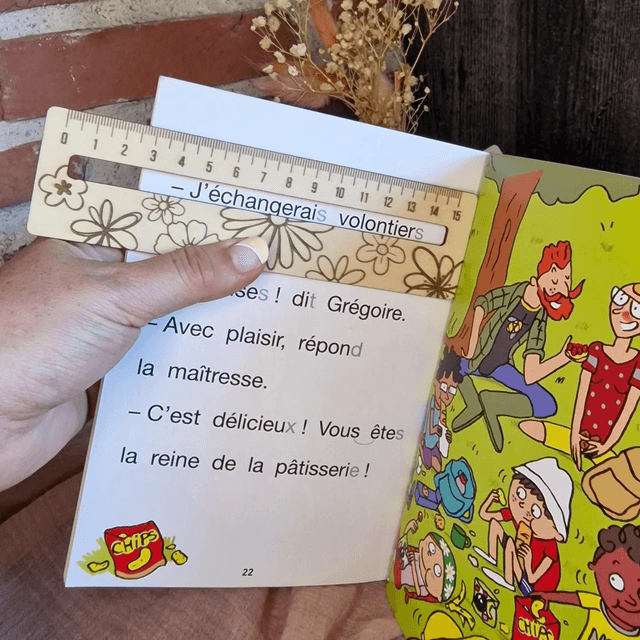 0 1 2 3 4 5 6 7 8 9 10 11 12 13 14 15
– J'échangerais volontiers
! dit Grégoire.
– Avec plaisir, répond
la maîtresse.
– C'est délicieux ! Vous êtes
la reine de la pâtisserie !
CHIPS
22
CHIPS